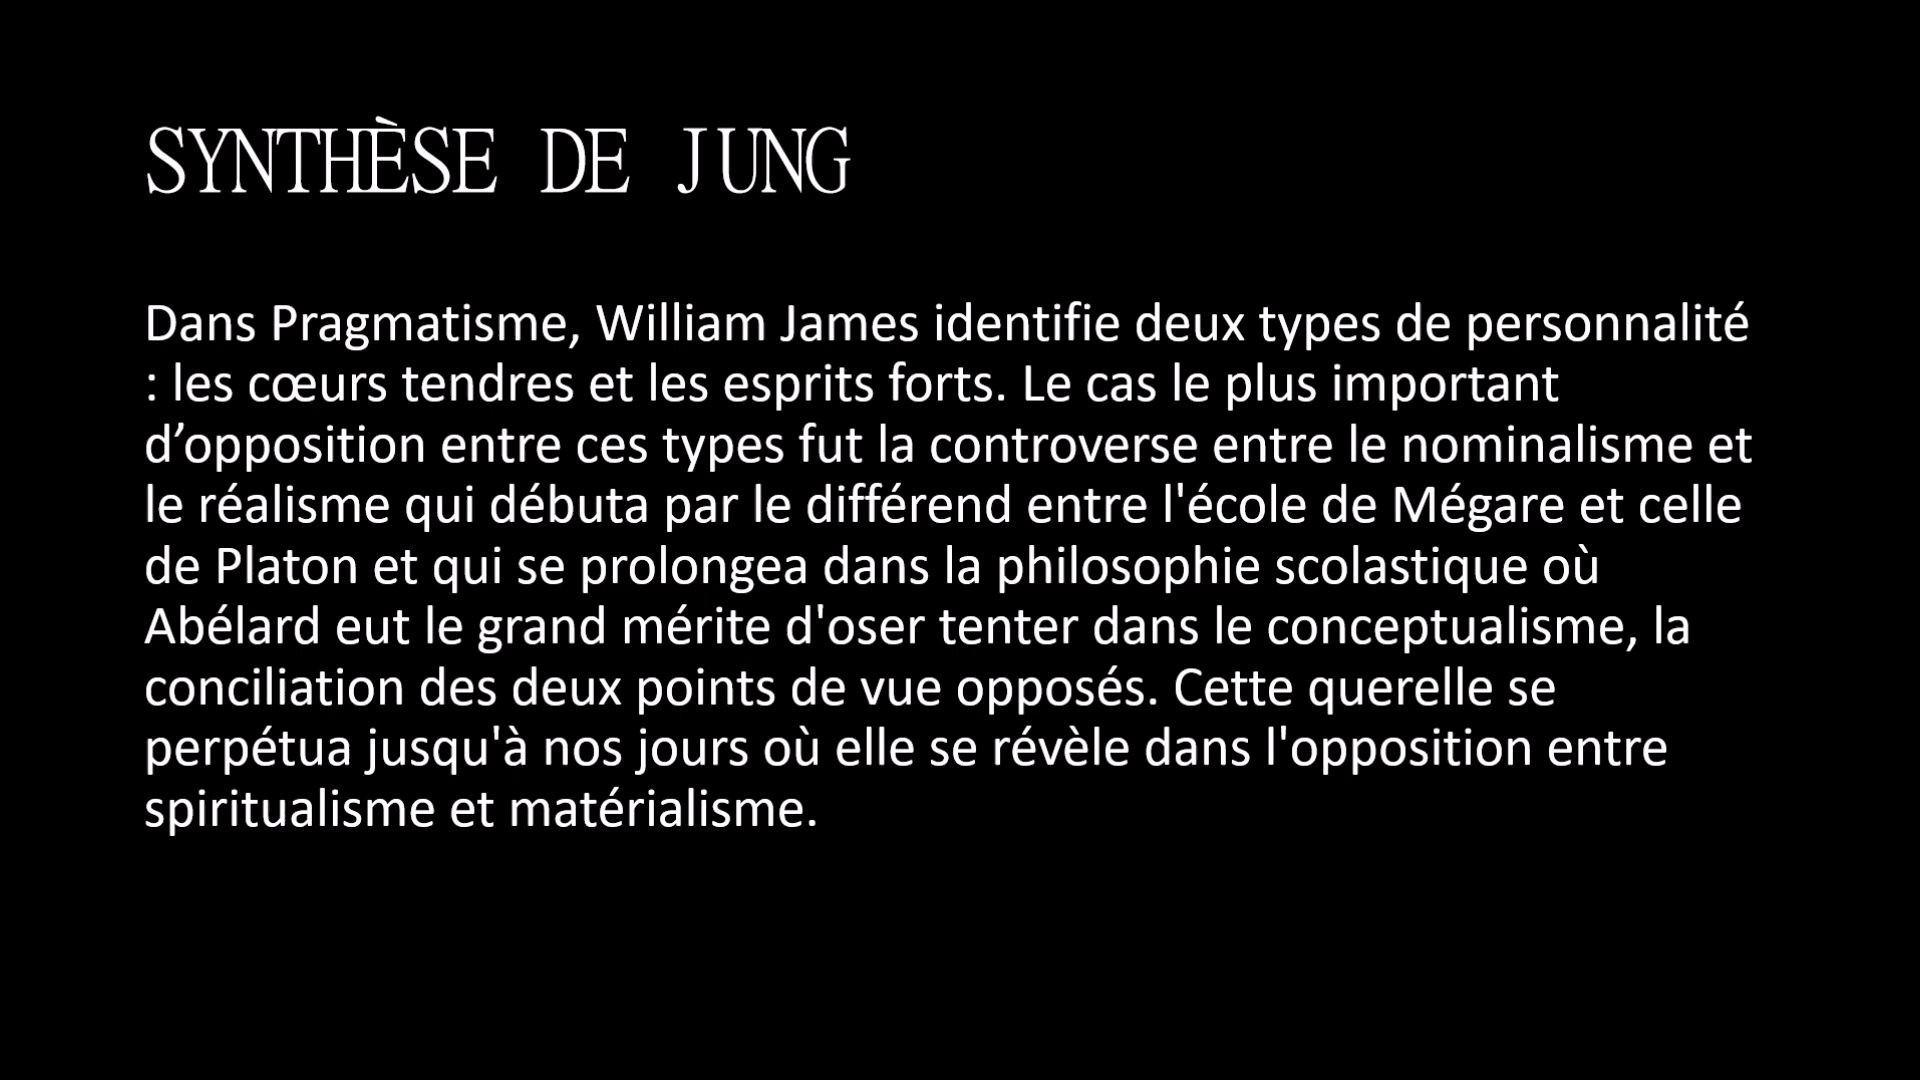 SYNTHÈSE DE JUNG
Dans Pragmatisme, William James identifie deux types de personnalité
: les cœurs tendres et les esprits forts. Le cas le plus important
d’opposition entre ces types fut la controverse entre le nominalisme et
le réalisme qui débuta par le différend entre l'école de Mégare et celle
de Platon et qui se prolongea dans la philosophie scolastique où
Abélard eut le grand mérite d'oser tenter dans le conceptualisme, la
conciliation des deux points de vue opposés. Cette querelle se
perpétua jusqu'à nos jours où elle se révèle dans l'opposition entre
spiritualisme et matérialisme.